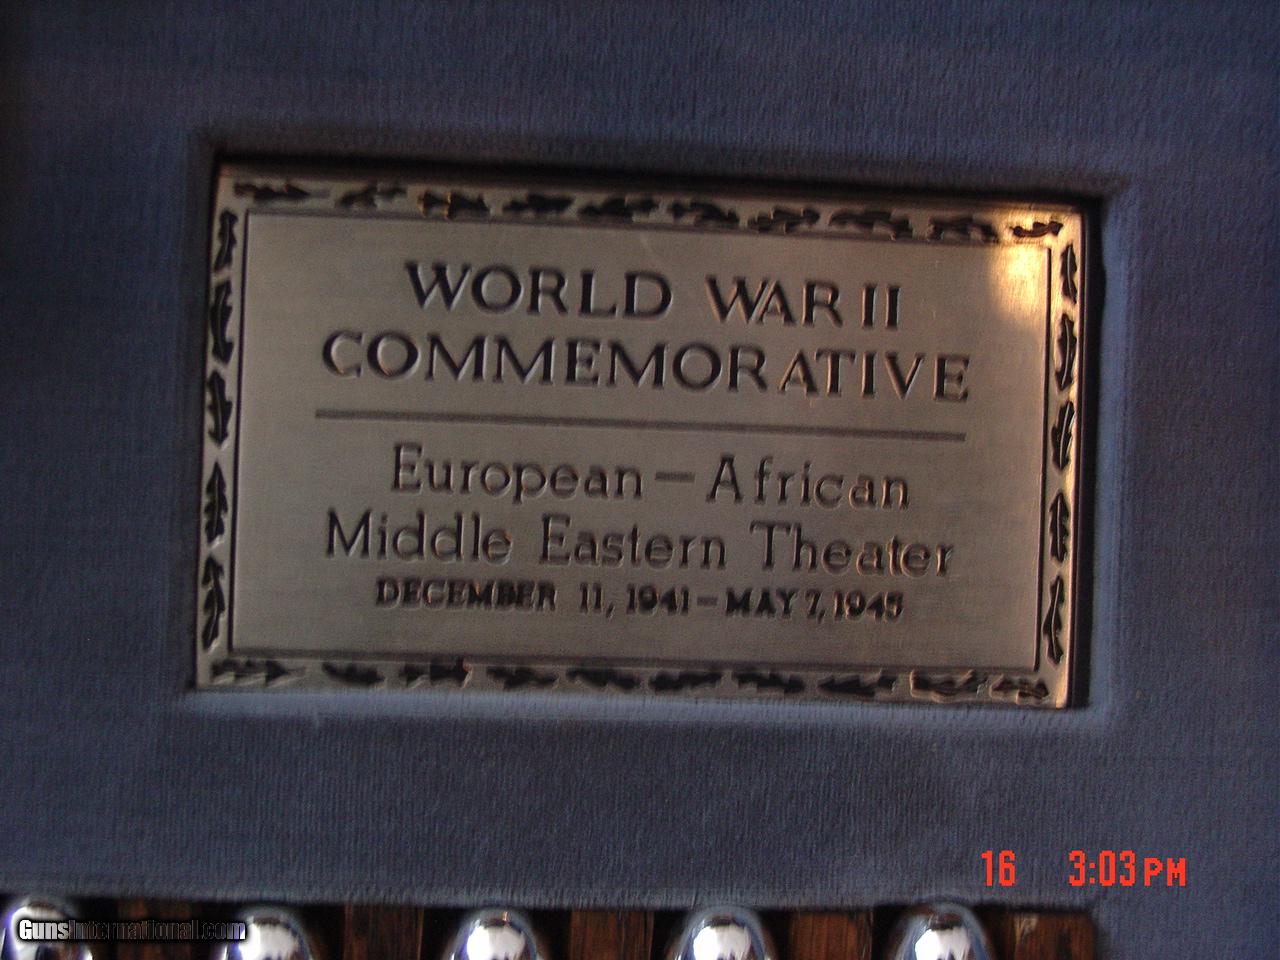 WORLD WAR II
COMMEMORATIVE
European – African
Middle Eastern Theater
DECEMBER 11, 1941 – MAY 7, 1945
16 3:03 PM
GunsInternational.com